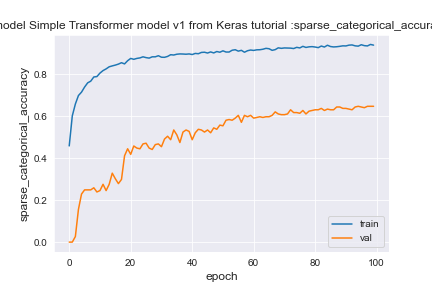 model Simple Transformer model v1 from Keras tutorial :sparse_categorical_accura
0.8
0.6
0.4
0.2
0.0
sparse_categorical_accuracy
train
val
0 20 40 60 80 100
epoch